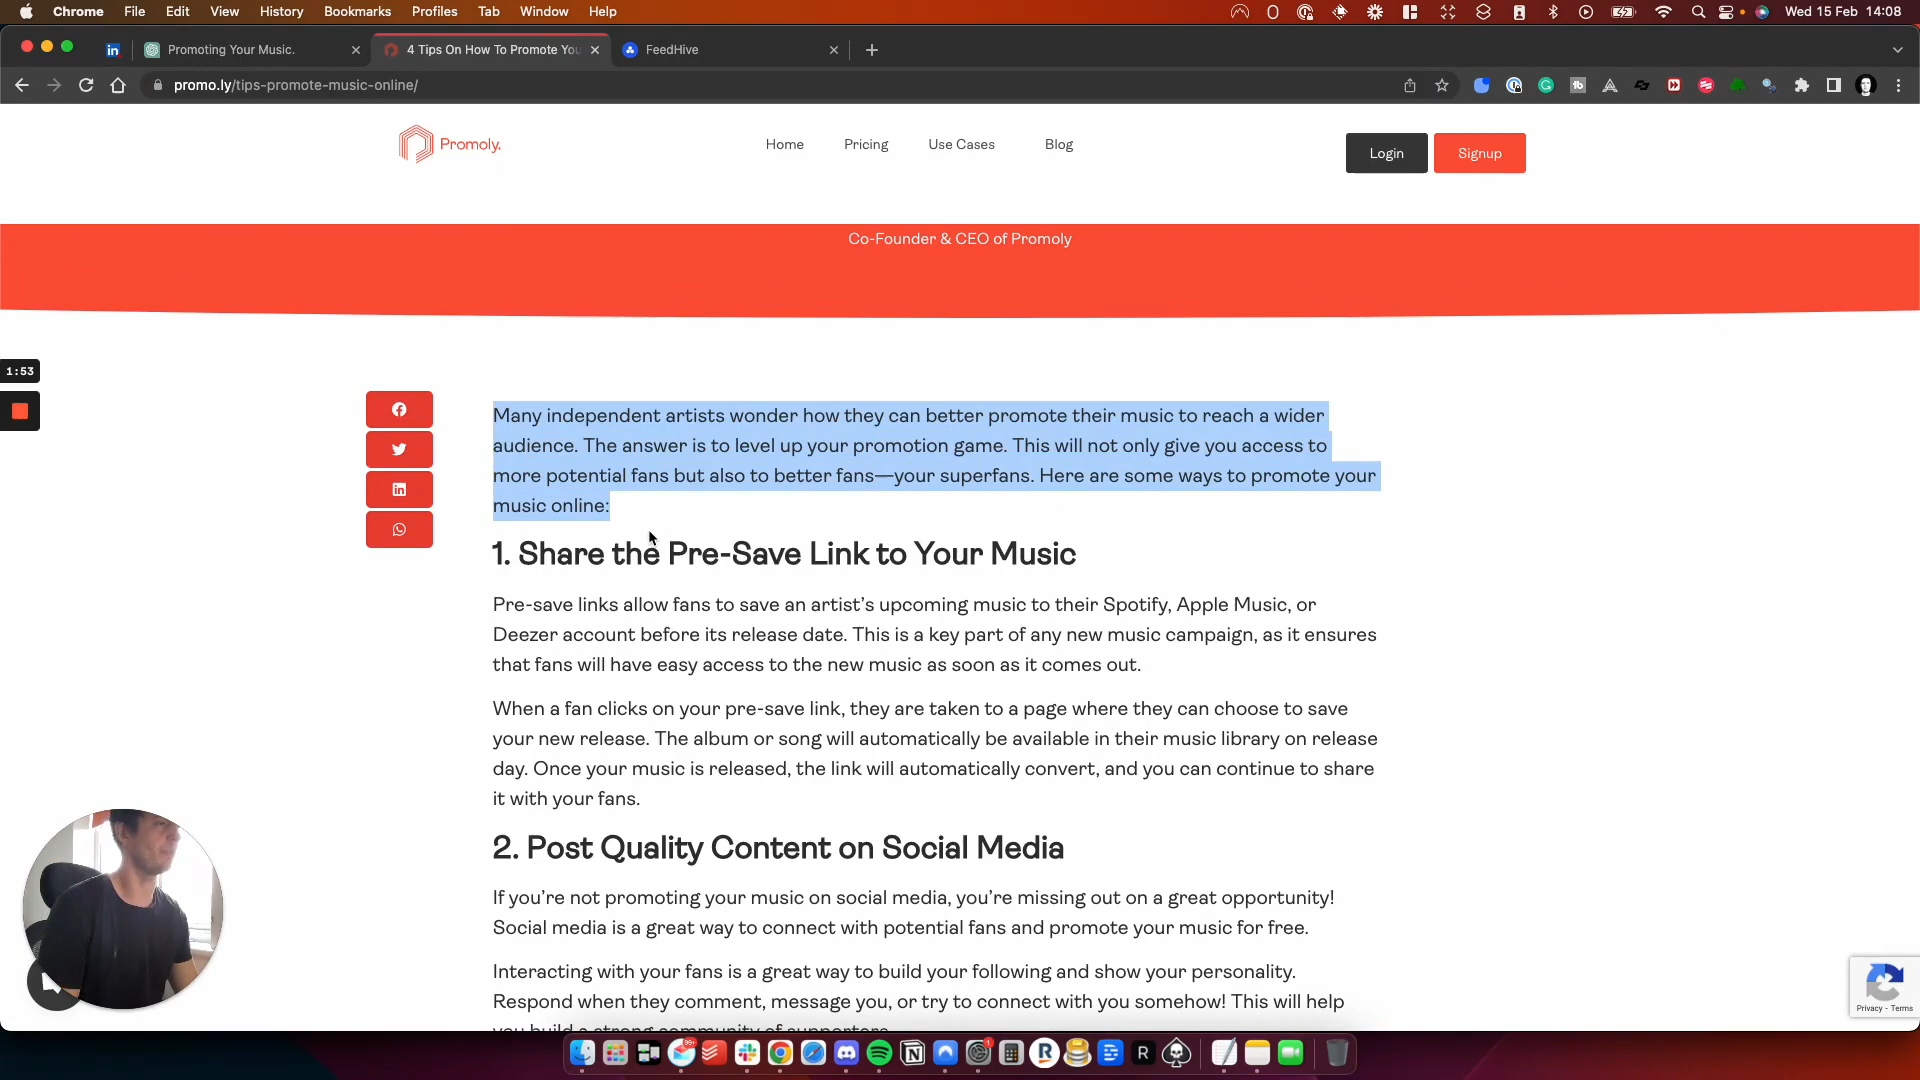 Chrome File Edit View History Bookmarks Profiles Tab Window Help Wed 15 Feb 14:08
in Promoting Your Music. 4 Tips On How To Promote You FeedHive
promo.ly/tips-promote-music-online/
Promoly. Home Pricing Use Cases Blog Login Signup
Co-Founder & CEO of Promoly
1:53
Many independent artists wonder how they can better promote their music to reach a wider
audience. The answer is to level up your promotion game. This will not only give you access to
more potential fans but also to better fans—your superfans. Here are some ways to promote your
music online:
1. Share the Pre-Save Link to Your Music
Pre-save links allow fans to save an artist’s upcoming music to their Spotify, Apple Music, or
Deezer account before its release date. This is a key part of any new music campaign, as it ensures
that fans will have easy access to the new music as soon as it comes out.
When a fan clicks on your pre-save link, they are taken to a page where they can choose to save
your new release. The album or song will automatically be available in their music library on release
day. Once your music is released, the link will automatically convert, and you can continue to share
it with your fans.
2. Post Quality Content on Social Media
If you’re not promoting your music on social media, you’re missing out on a great opportunity!
Social media is a great way to connect with potential fans and promote your music for free.
Interacting with your fans is a great way to build your following and show your personality.
Respond when they comment, message you, or try to connect with you somehow! This will help
you build a strong community of supporters.
Privacy - Terms